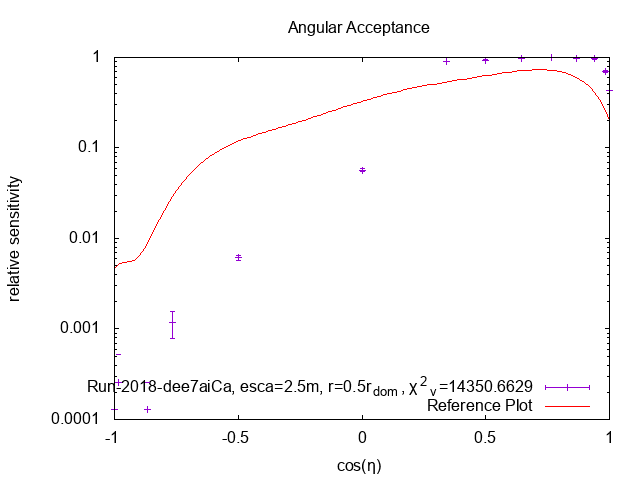 Angular Acceptance
relative sensitivity
1
0.1
0.01
0.001
0.0001
Run-2018-dee7aiCa, esca=2.5m, r=0.5r_dom, χ²_ν=14350.6629
Reference Plot
-1 -0.5 0 0.5 1
cos(η)